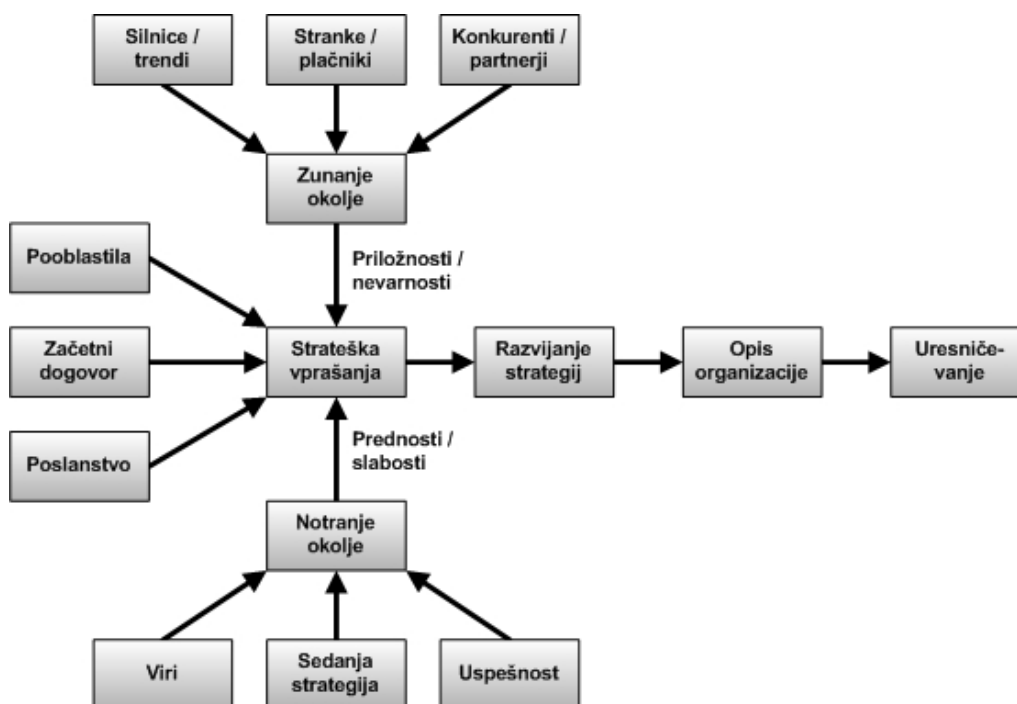 Silnice /
trendi
Stranke /
plačniki
Konkurenti /
partnerji
Zunanje
okolje
Pooblastila
Priložnosti /
nevarnosti
Začetni
dogovor
Strateška
vprašanja
Razvijanje
strategij
Opis
organizacije
Uresniče-
vanje
Poslanstvo
Prednosti /
slabosti
Notranje
okolje
Viri
Sedanja
strategija
Uspešnost